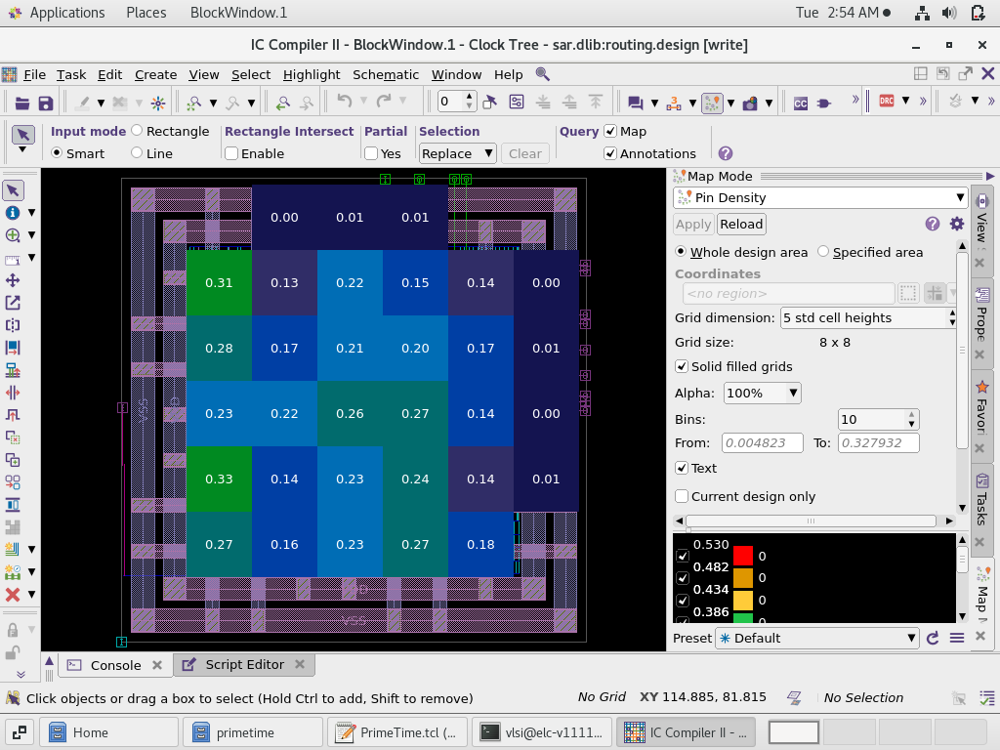 Applications Places BlockWindow.1 Tue 2:54 AM
IC Compiler II - BlockWindow.1 - Clock Tree - sar.dlib:routing.design [write]
File Task Edit Create View Select Highlight Schematic Window Help
0 CC DRC
Input mode Rectangle Rectangle Intersect Partial Selection Query Map
Smart Line Enable Yes Replace Clear Annotations
Map Mode
Pin Density
Apply Reload
Whole design area Specified area
Coordinates
<no region>
Grid dimension: 5 std cell heights
Grid size: 8 x 8
Solid filled grids
Alpha: 100%
Bins: 10
From: 0.004823 To: 0.327932
Text
Current design only
0.530
0
0.482
0
0.434
0
0.386
Preset Default
View
Prope
Favori
Tasks
Map
0.00 0.01 0.01
0.31 0.13 0.22 0.15 0.14 0.00
0.28 0.17 0.21 0.20 0.17 0.01
0.23 0.22 0.26 0.27 0.14 0.00
0.33 0.14 0.23 0.24 0.14 0.01
0.27 0.16 0.23 0.27 0.18
VSS
VSS
Console Script Editor
Click objects or drag a box to select (Hold Ctrl to add, Shift to remove) No Grid XY 114.885, 81.815 No Selection
Home primetime PrimeTime.tcl (... vlsi@elc-v1111... IC Compiler II - ...